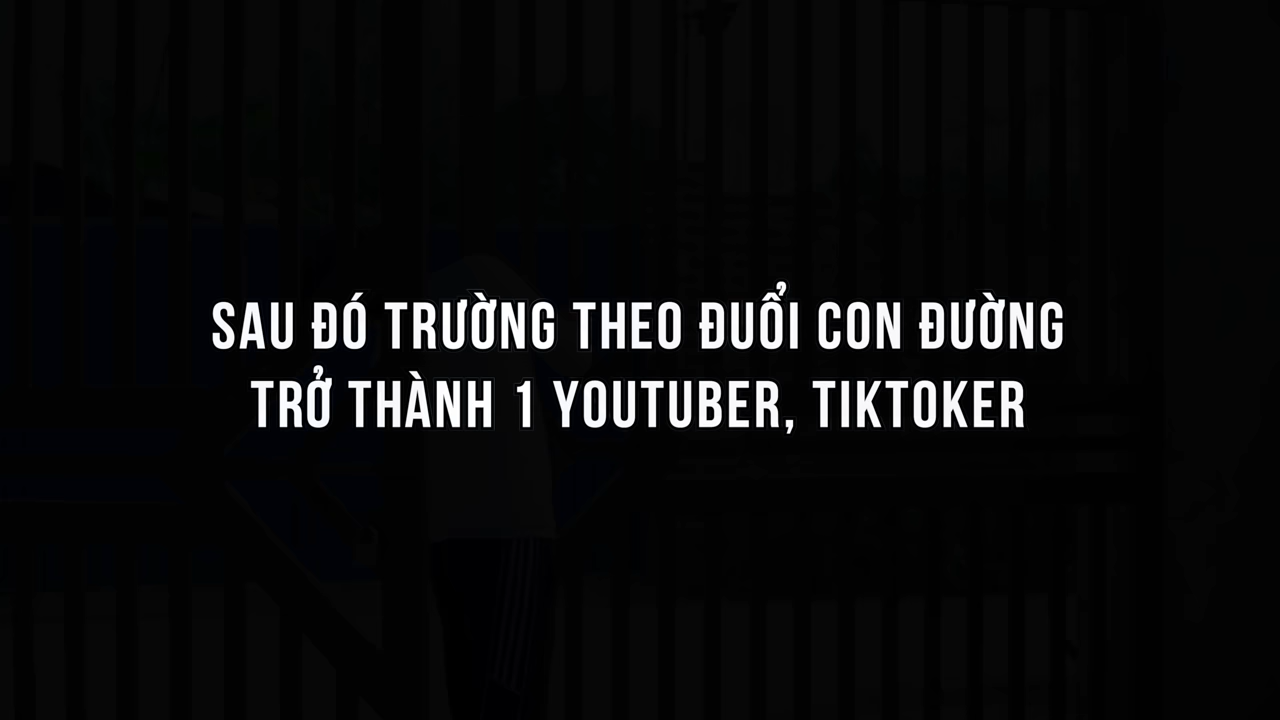 SAU ĐÓ TRƯỜNG THEO ĐUỔI CON ĐƯỜNG
TRỞ THÀNH 1 YOUTUBER, TIKTOKER